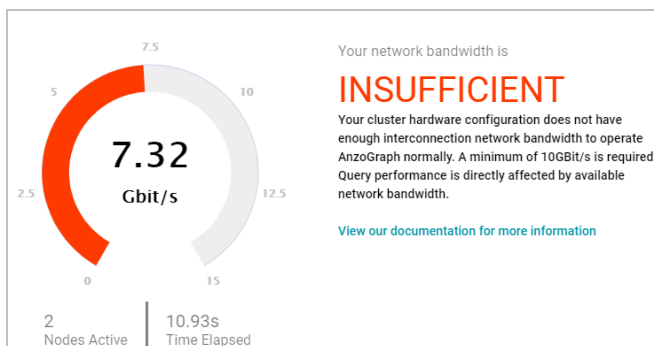 7.5
5
10
7.32
Gbit/s
2.5
12.5
0
15
2
Nodes Active
10.93s
Time Elapsed
Your network bandwidth is
INSUFFICIENT
Your cluster hardware configuration does not have
enough interconnection network bandwidth to operate
AnzoGraph normally. A minimum of 10GBit/s is required
Query performance is directly affected by available
network bandwidth.
View our documentation for more information